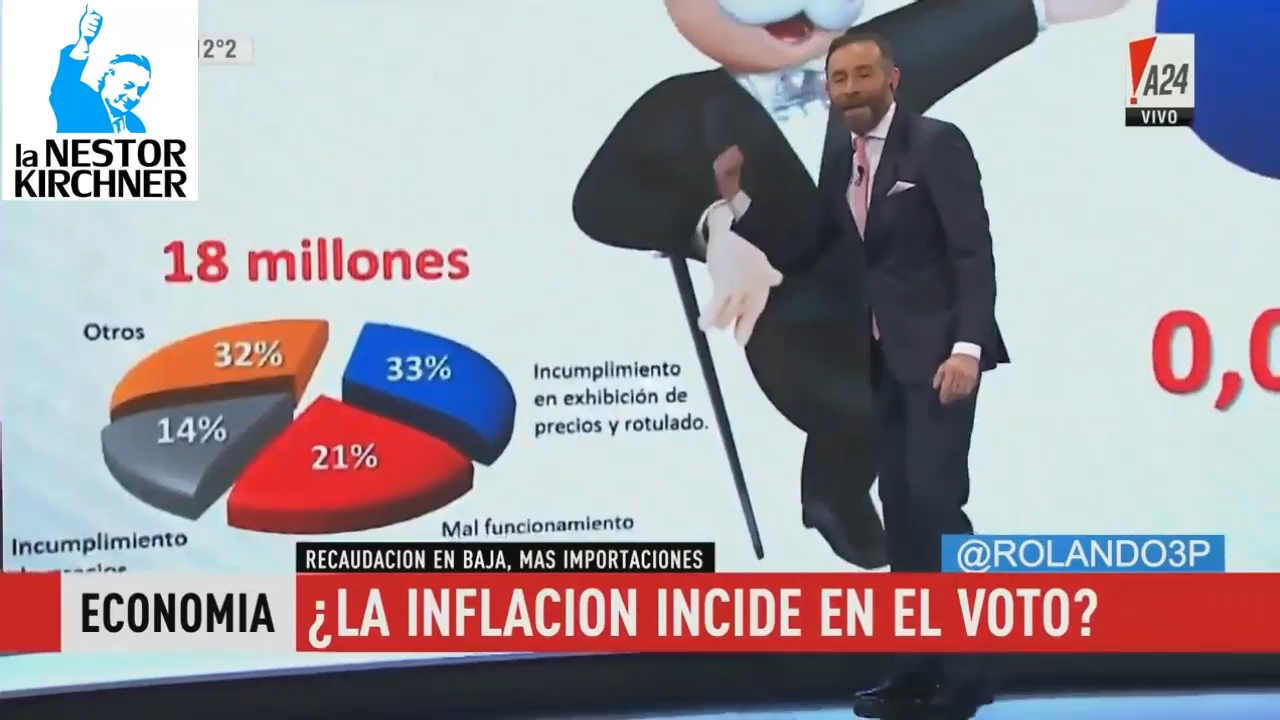 la NESTOR
KIRCHNER
12°2
!A24
VIVO
18 millones
Otros
32%
33%
14%
21%
Incumplimiento
en exhibición de
precios y rotulado.
Mal funcionamiento
Incumplimiento
0,0
RECAUDACION EN BAJA, MAS IMPORTACIONES
@ROLANDO3P
ECONOMIA
¿LA INFLACION INCIDE EN EL VOTO?